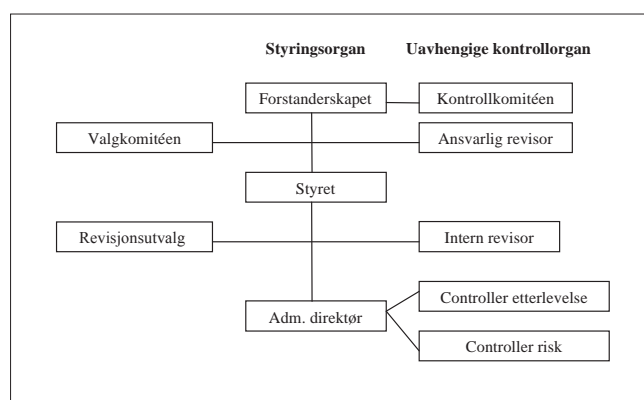 Styringsorgan
Uavhengige kontrollorgan
Forstanderskapet
Kontrollkomitéen
Valgkomitéen
Ansvarlig revisor
Styret
Revisjonsutvalg
Intern revisor
Controller etterlevelse
Adm. direktør
Controller risk